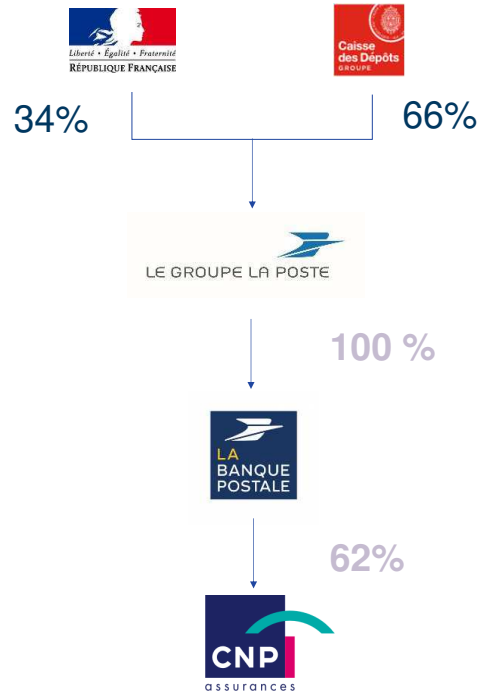 Liberté • Égalité • Fraternité
RÉPUBLIQUE FRANÇAISE
Caisse
des Dépôts
GROUPE
34%
66%
LE GROUPE LA POSTE
100 %
LA
BANQUE
POSTALE
62%
CNP
assurances